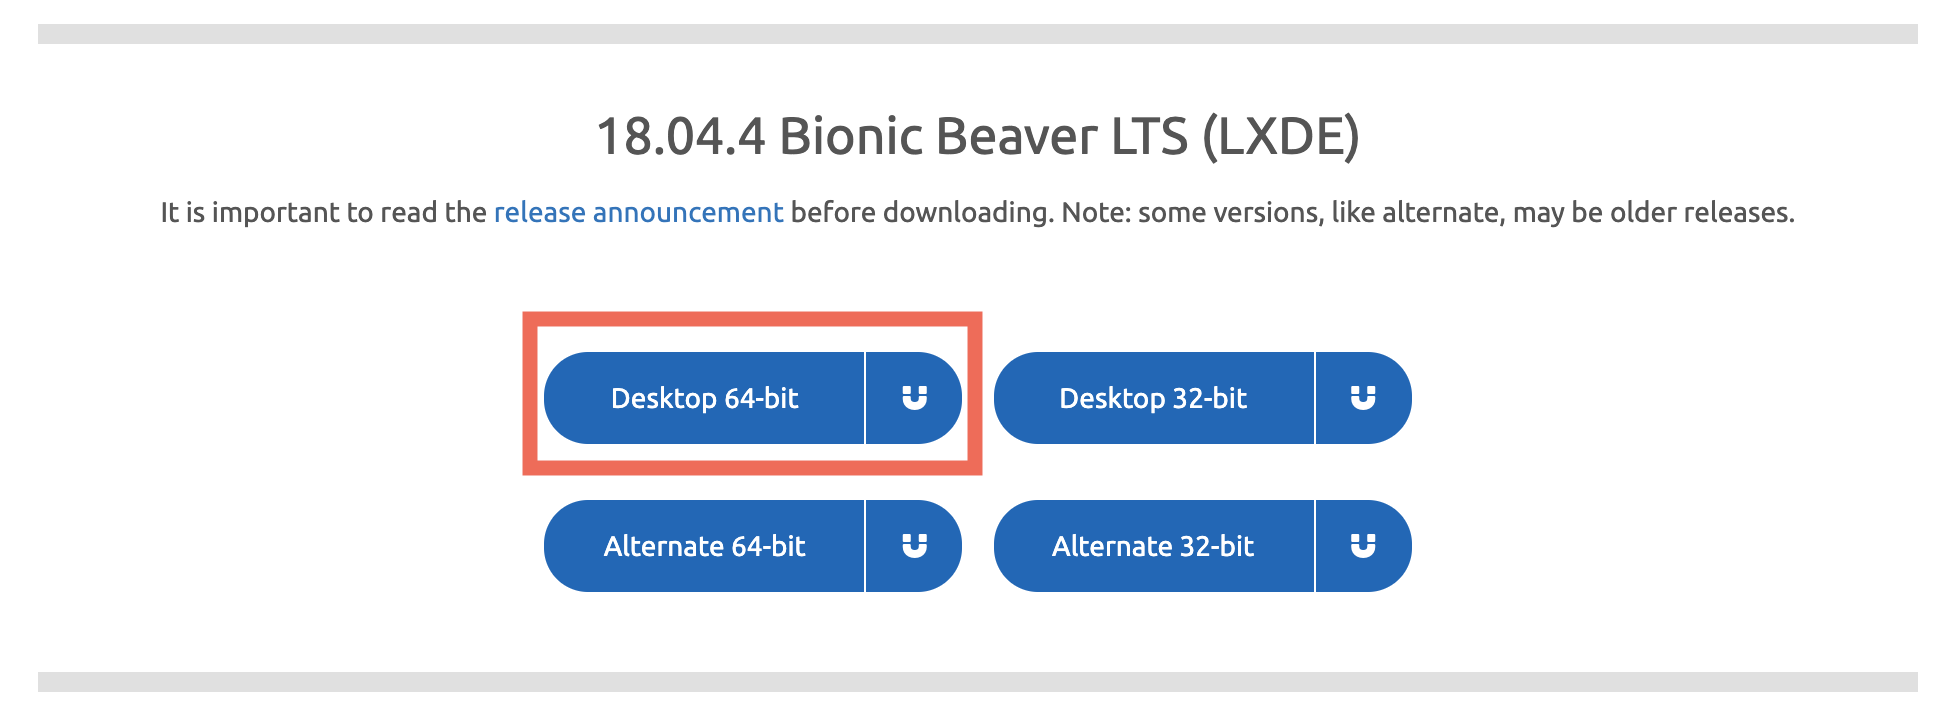 18.04.4 Bionic Beaver LTS (LXDE)
It is important to read the release announcement before downloading. Note: some versions, like alternate, may be older releases.
Desktop 64-bit
Desktop 32-bit
Alternate 64-bit
Alternate 32-bit